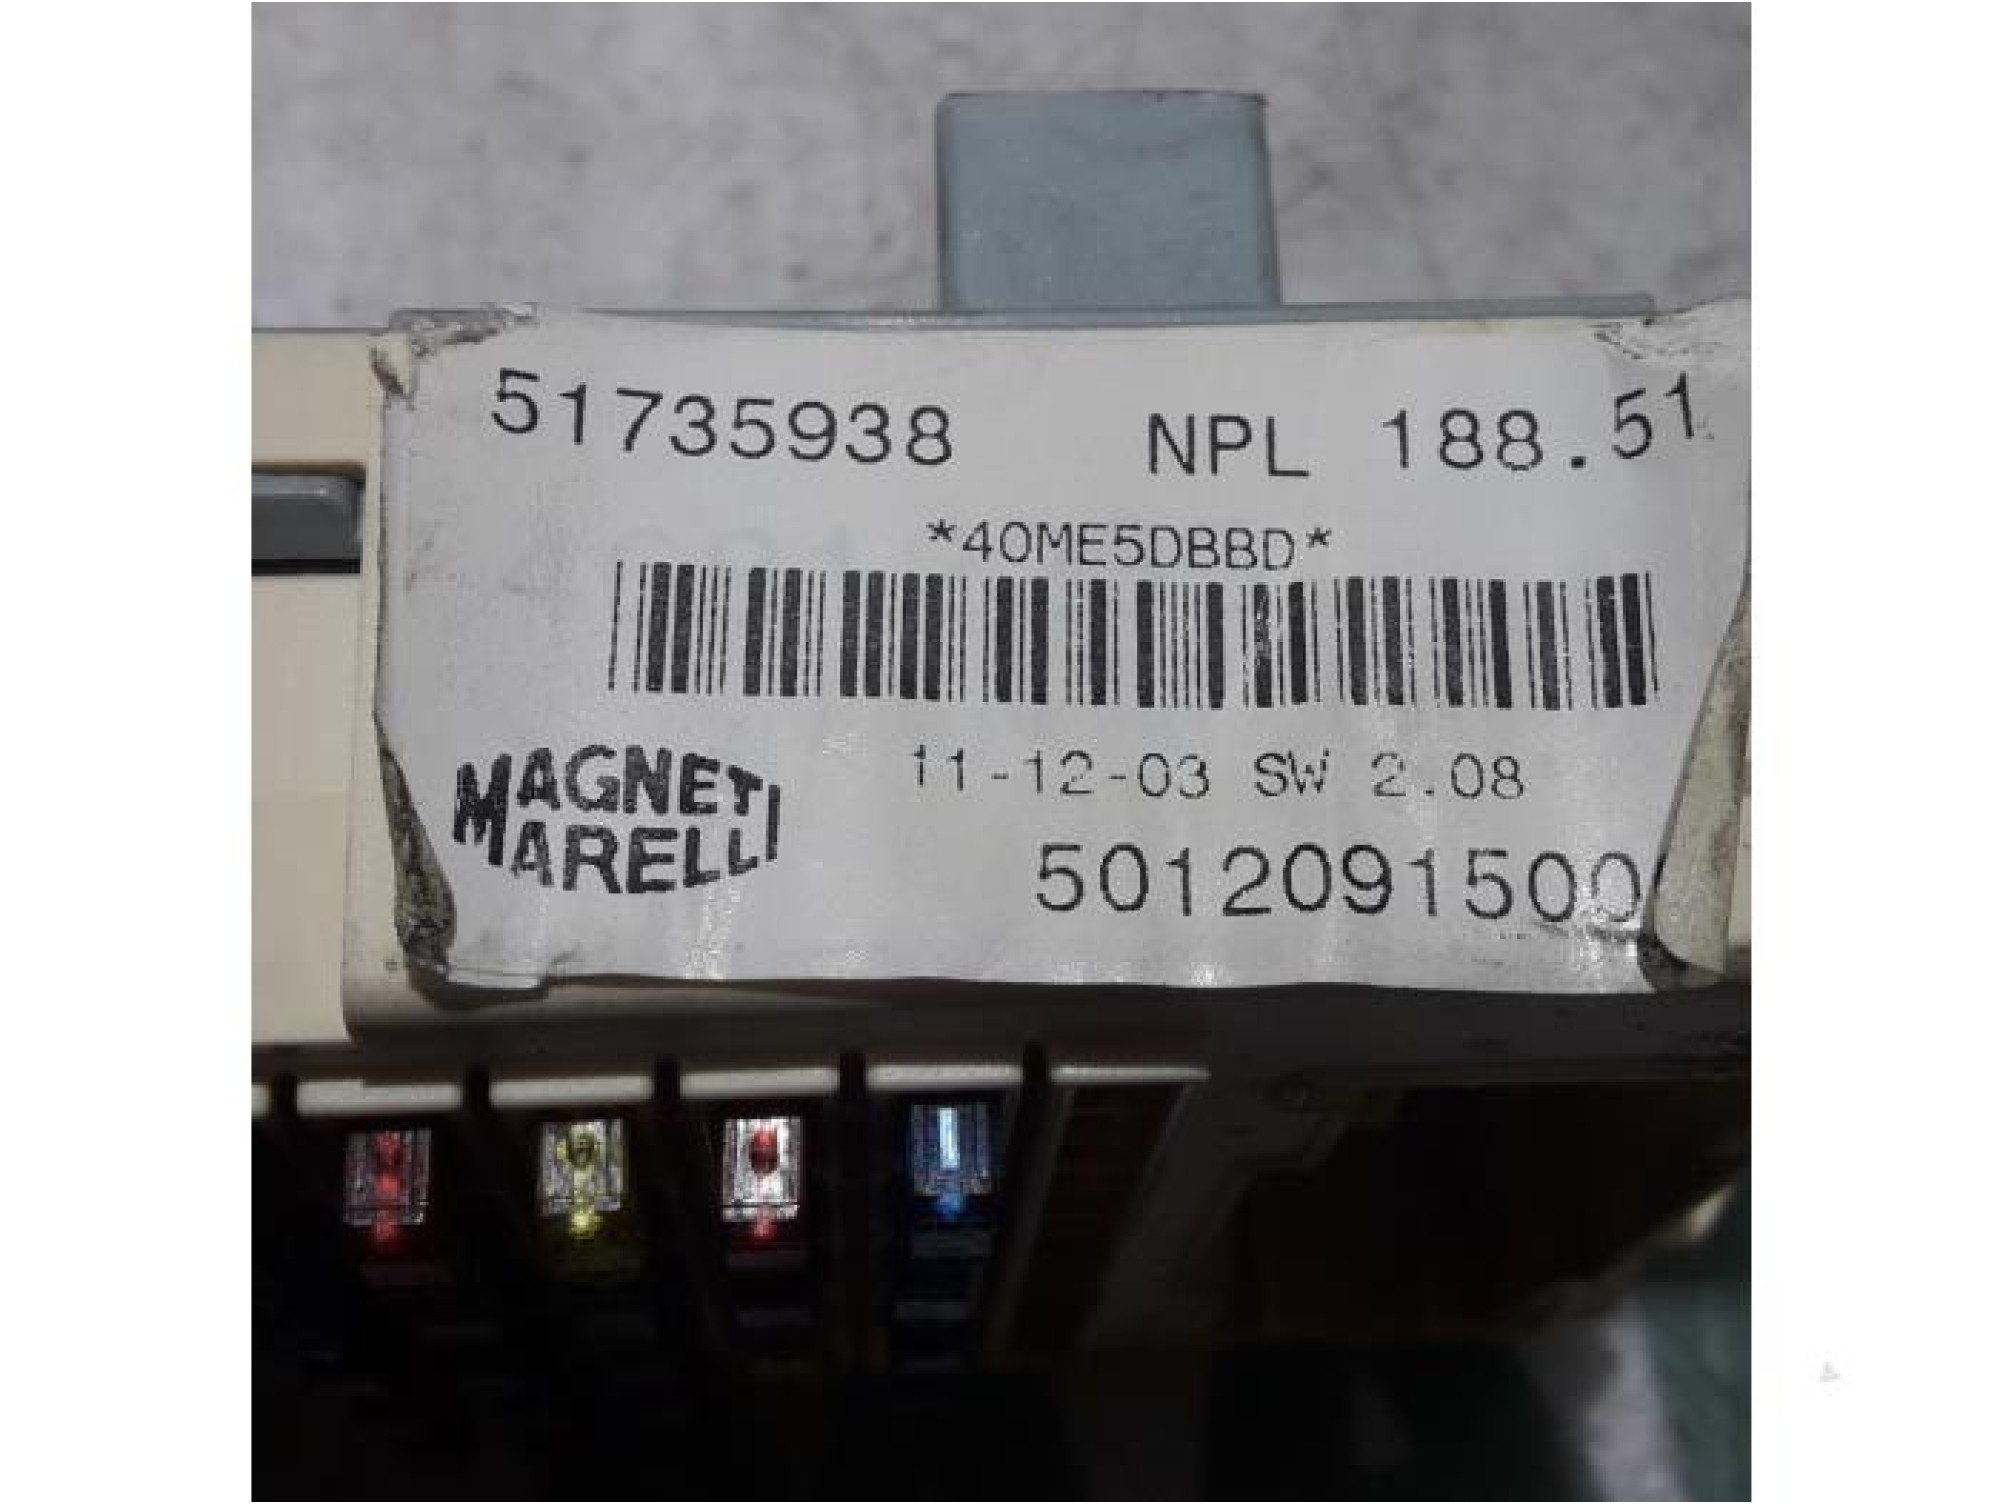 51735938 NPL 188.51
*40ME5DBBD*
MAGNETI
MARELLI
11-12-03 SW 2.08
5012091500